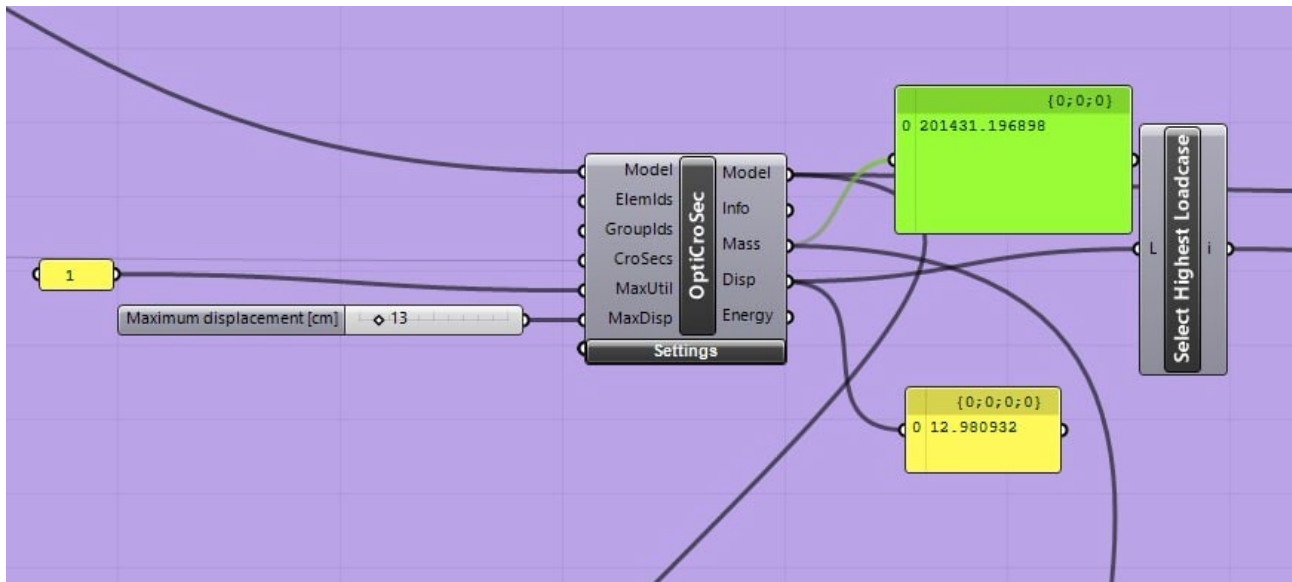 1
Maximum displacement [cm] 13
Model
ElemIds
GroupIds
CroSecs
MaxUtil
MaxDisp
OptiCroSec
Model
Info
Mass
Disp
Energy
Settings
{0;0;0}
0 201431.196898
L
Select Highest Loadcase
i
{0;0;0;0}
0 12.980932